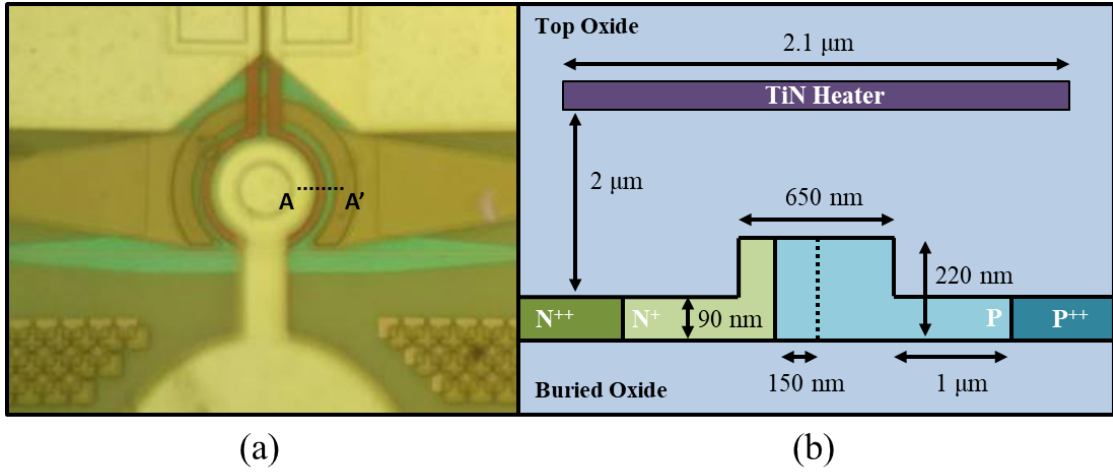 A
A'
Top Oxide
2.1 μm
TiN Heater
2 μm
650 nm
220 nm
N++
N+
90 nm
P
P++
150 nm
1 μm
Buried Oxide
(a)
(b)